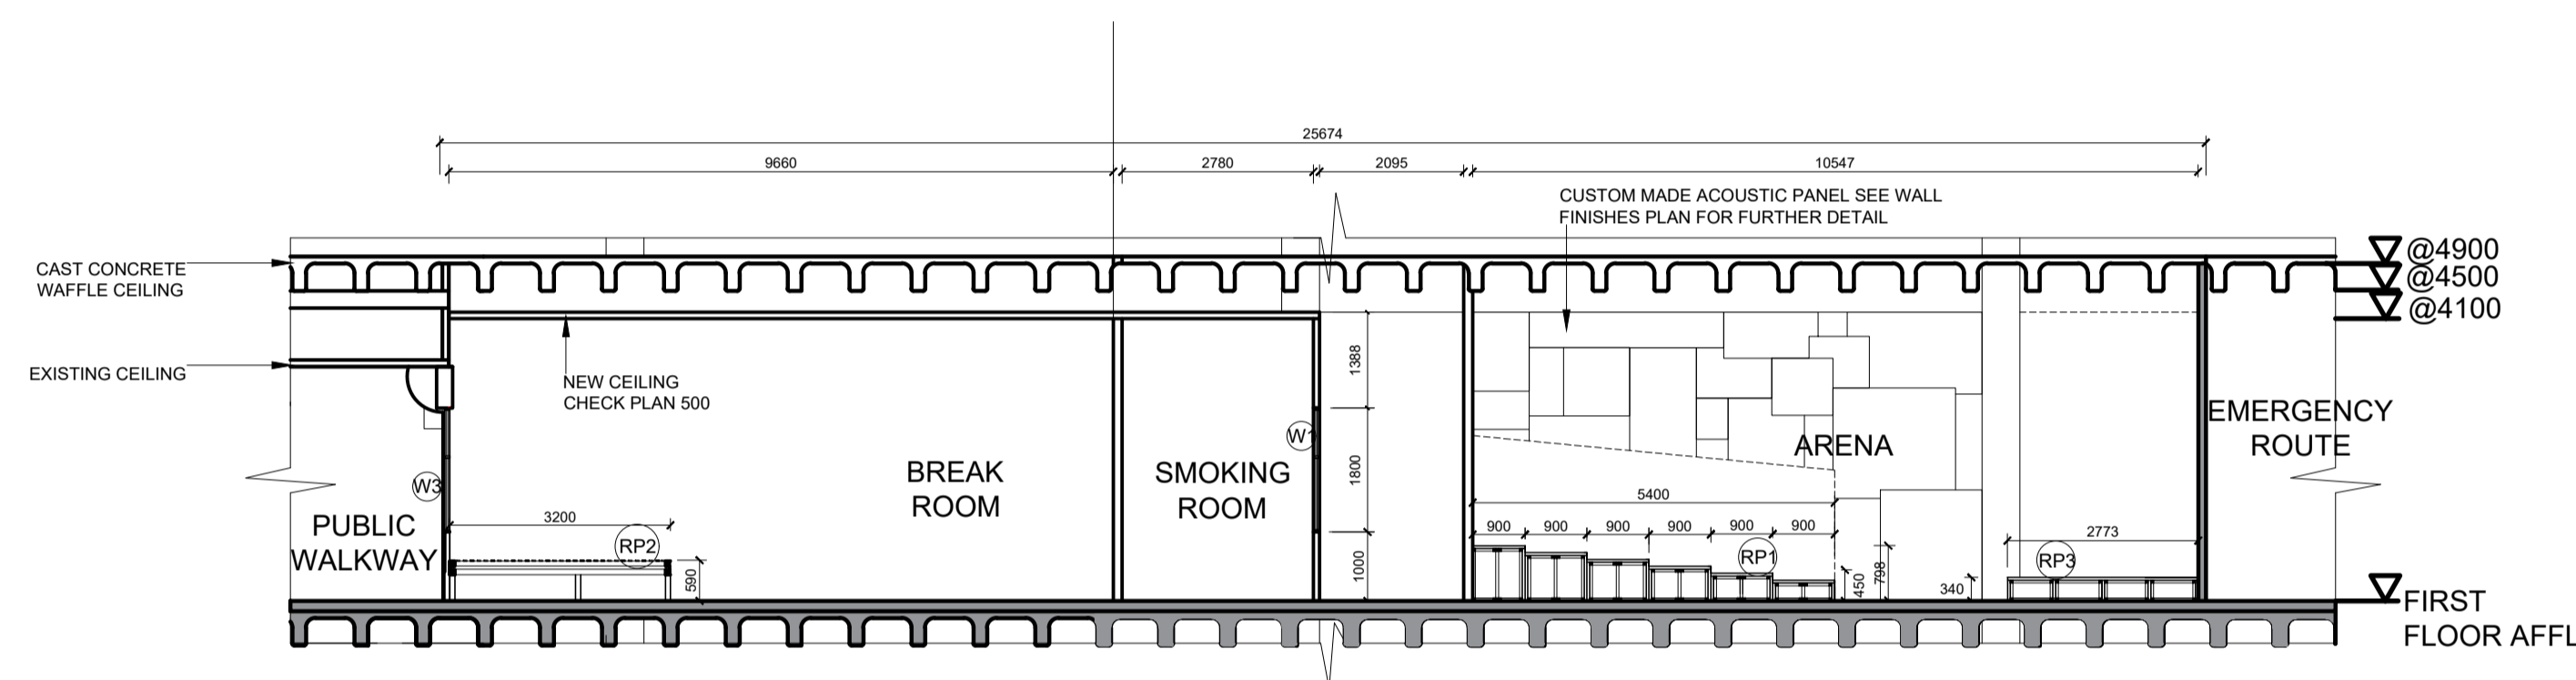 25674
9660
2780
2095
10547
CUSTOM MADE ACOUSTIC PANEL SEE WALL
FINISHES PLAN FOR FURTHER DETAIL
CAST CONCRETE
WAFFLE CEILING
@4900
@4500
@4100
EXISTING CEILING
NEW CEILING
CHECK PLAN 500
1388
1800
1000
W1
W3
PUBLIC
WALKWAY
BREAK
ROOM
SMOKING
ROOM
ARENA
EMERGENCY
ROUTE
3200
RP2
590
5400
900
900
900
900
900
900
RP1
450
798
340
2773
RP3
FIRST
FLOOR AFFL